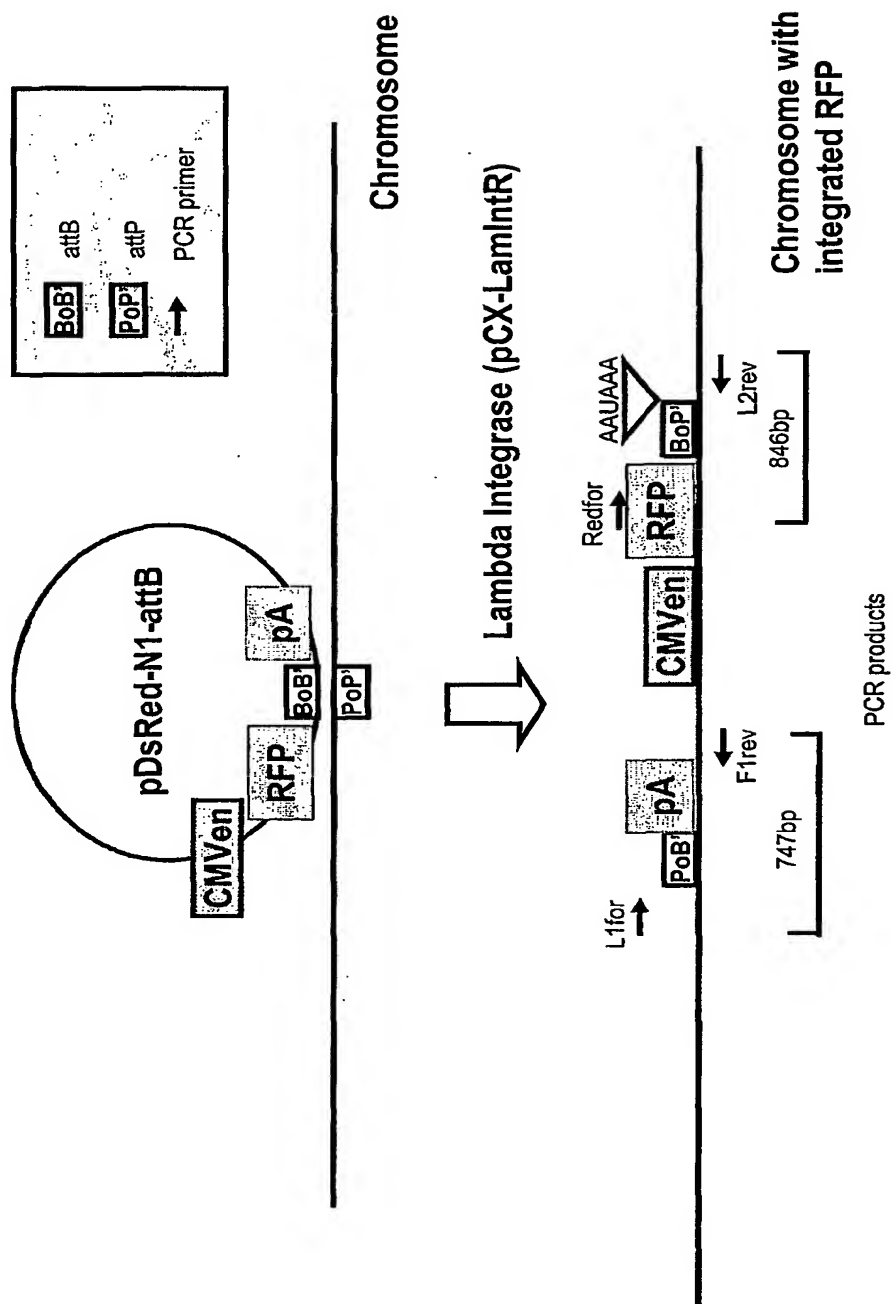 BoB'
attB
PoP'
attP
PCR primer
pDsRed-N1-attB
CMVen
RFP
pA
BoB'
PoP'
Chromosome
Lambda Integrase (pCX-LamIntR)
L1for
PoB'
pA
F1rev
CMVen
Redfor
RFP
BoP'
AAUAAA
L2rev
747bp
846bp
PCR products
Chromosome with
integrated RFP